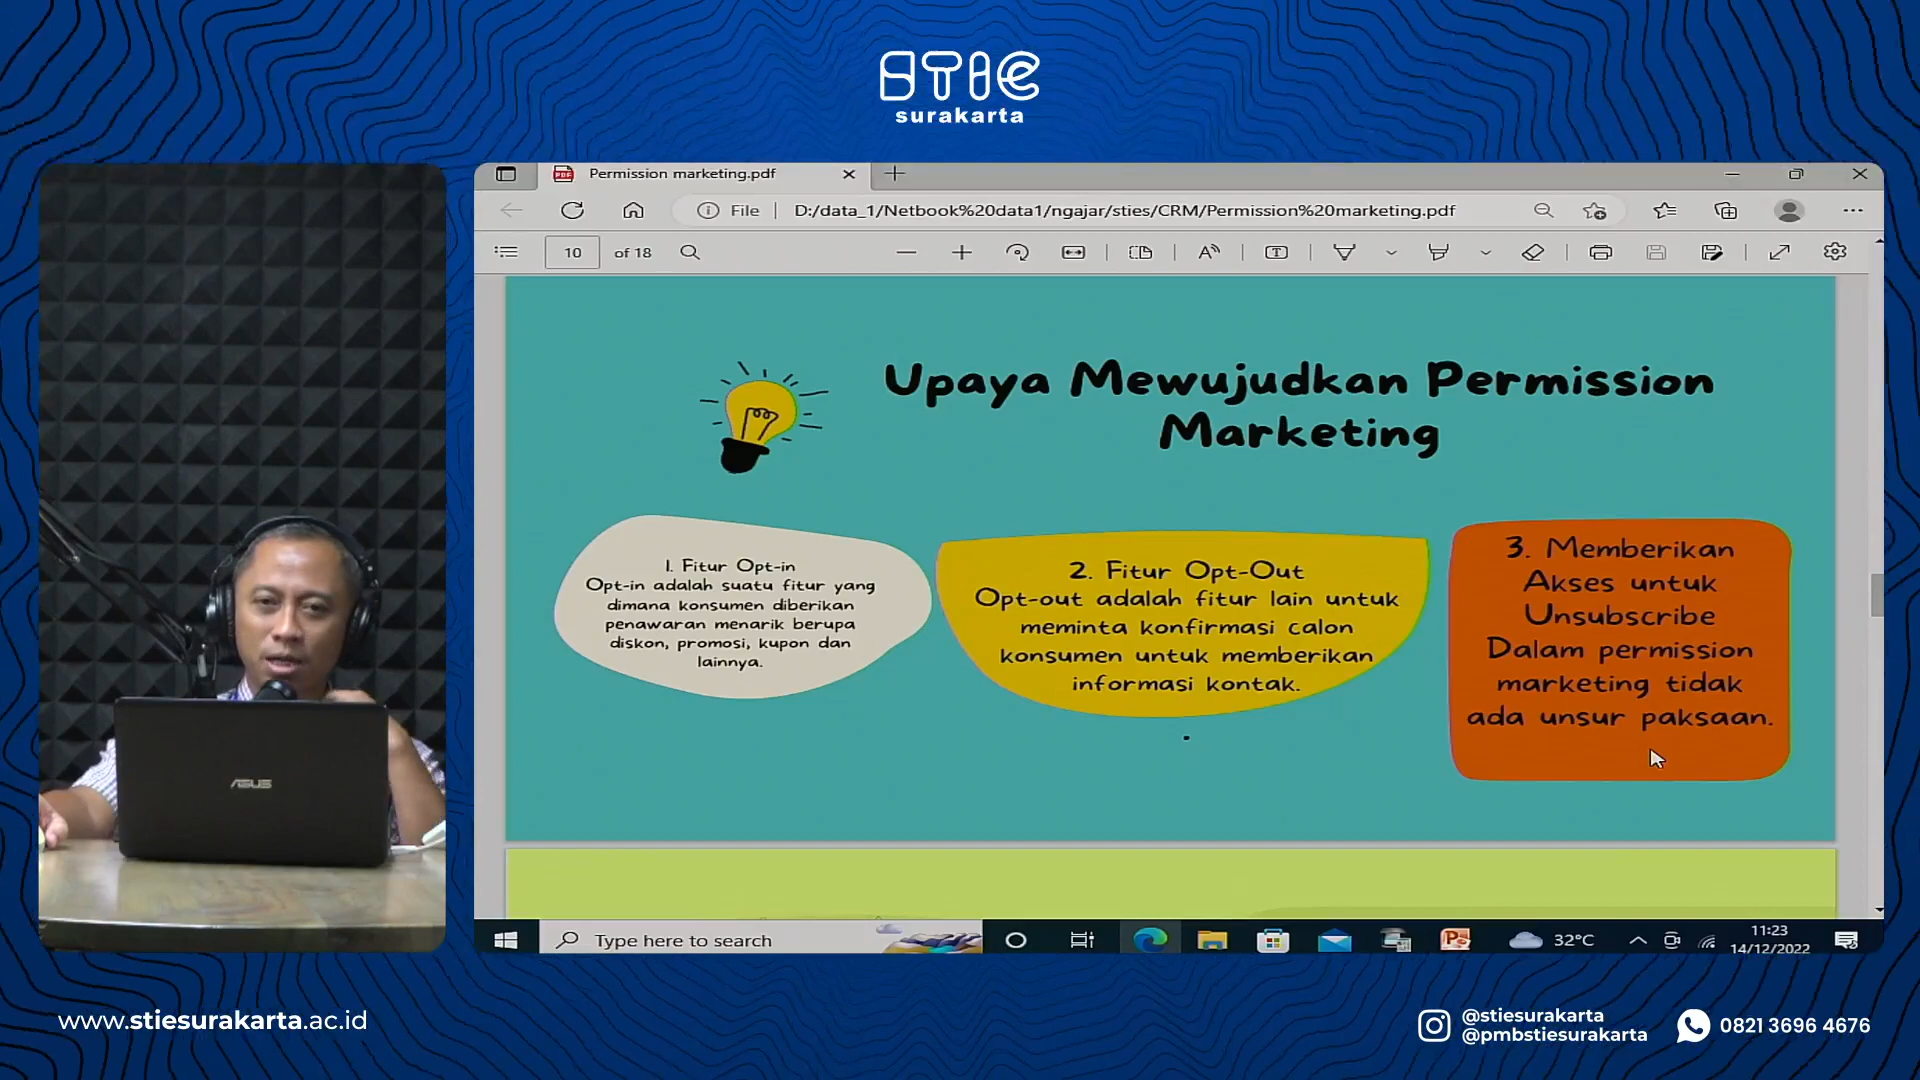 STIE
surakarta
Permission marketing.pdf
File
D:/data_1/Netbook%20data1/ngajar/sties/CRM/Permission%20marketing.pdf
10 of 18
Upaya Mewujudkan Permission
Marketing
1. Fitur Opt-in
Opt-in adalah suatu fitur yang
dimana konsumen diberikan
penawaran menarik berupa
diskon, promosi, kupon dan
lainnya.
2. Fitur Opt-Out
Opt-out adalah fitur lain untuk
meminta konfirmasi calon
konsumen untuk memberikan
informasi kontak.
3. Memberikan
Akses untuk
Unsubscribe
Dalam permission
marketing tidak
ada unsur paksaan.
ASUS
Type here to search
32°C
11:23
14/12/2022
www.stiesurakarta.ac.id
@stiesurakarta
@pmbstiesurakarta
0821 3696 4676